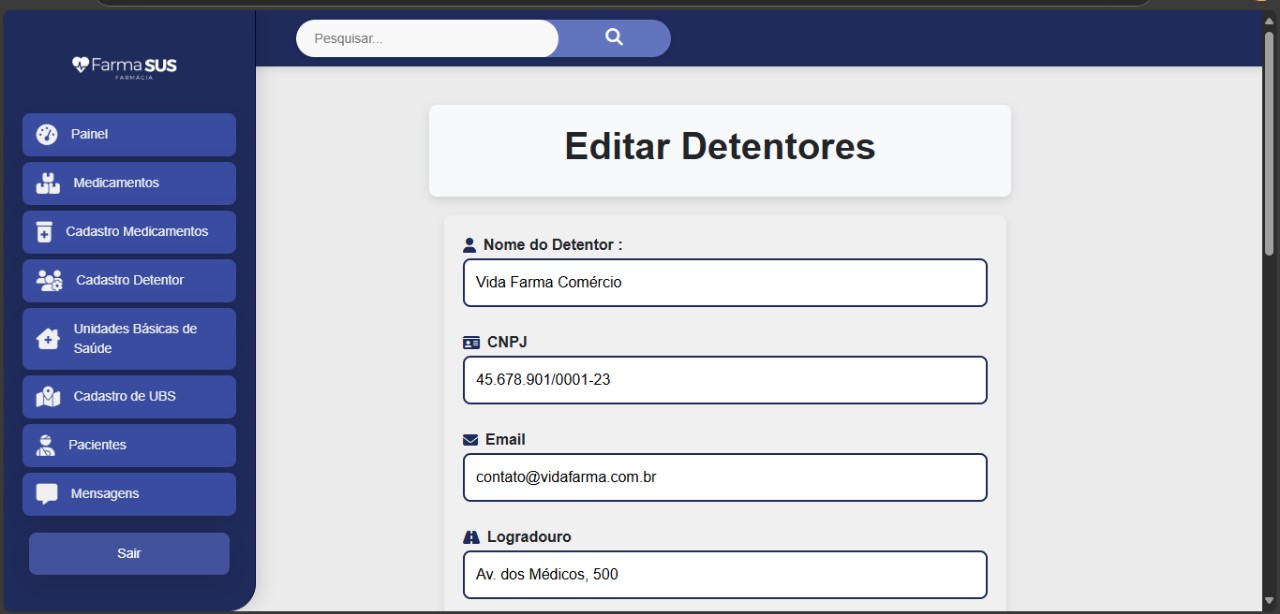 Farma SUS
FARMÁCIA
Painel
Medicamentos
Cadastro Medicamentos
Cadastro Detentor
Unidades Básicas de
Saúde
Cadastro de UBS
Pacientes
Mensagens
Sair
Pesquisar...
Editar Detentores
Nome do Detentor :
Vida Farma Comércio
CNPJ
45.678.901/0001-23
Email
contato@vidafarma.com.br
Logradouro
Av. dos Médicos, 500